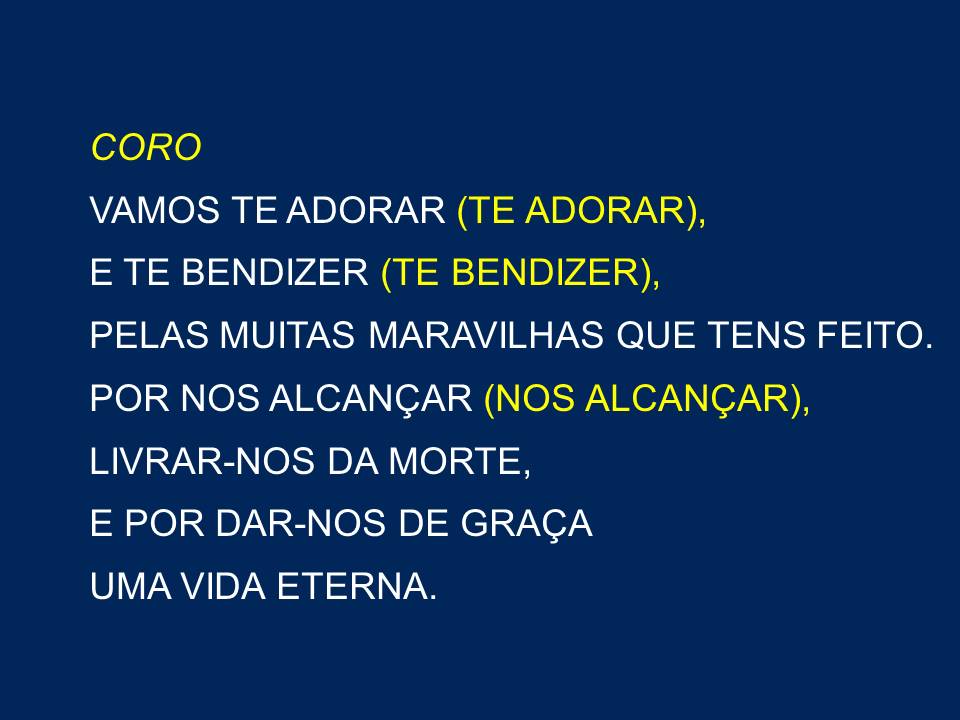 CORO
VAMOS TE ADORAR (TE ADORAR),
E TE BENDIZER (TE BENDIZER),
PELAS MUITAS MARAVILHAS QUE TENS FEITO.
POR NOS ALCANÇAR (NOS ALCANÇAR),
LIVRAR-NOS DA MORTE,
E POR DAR-NOS DE GRAÇA
UMA VIDA ETERNA.